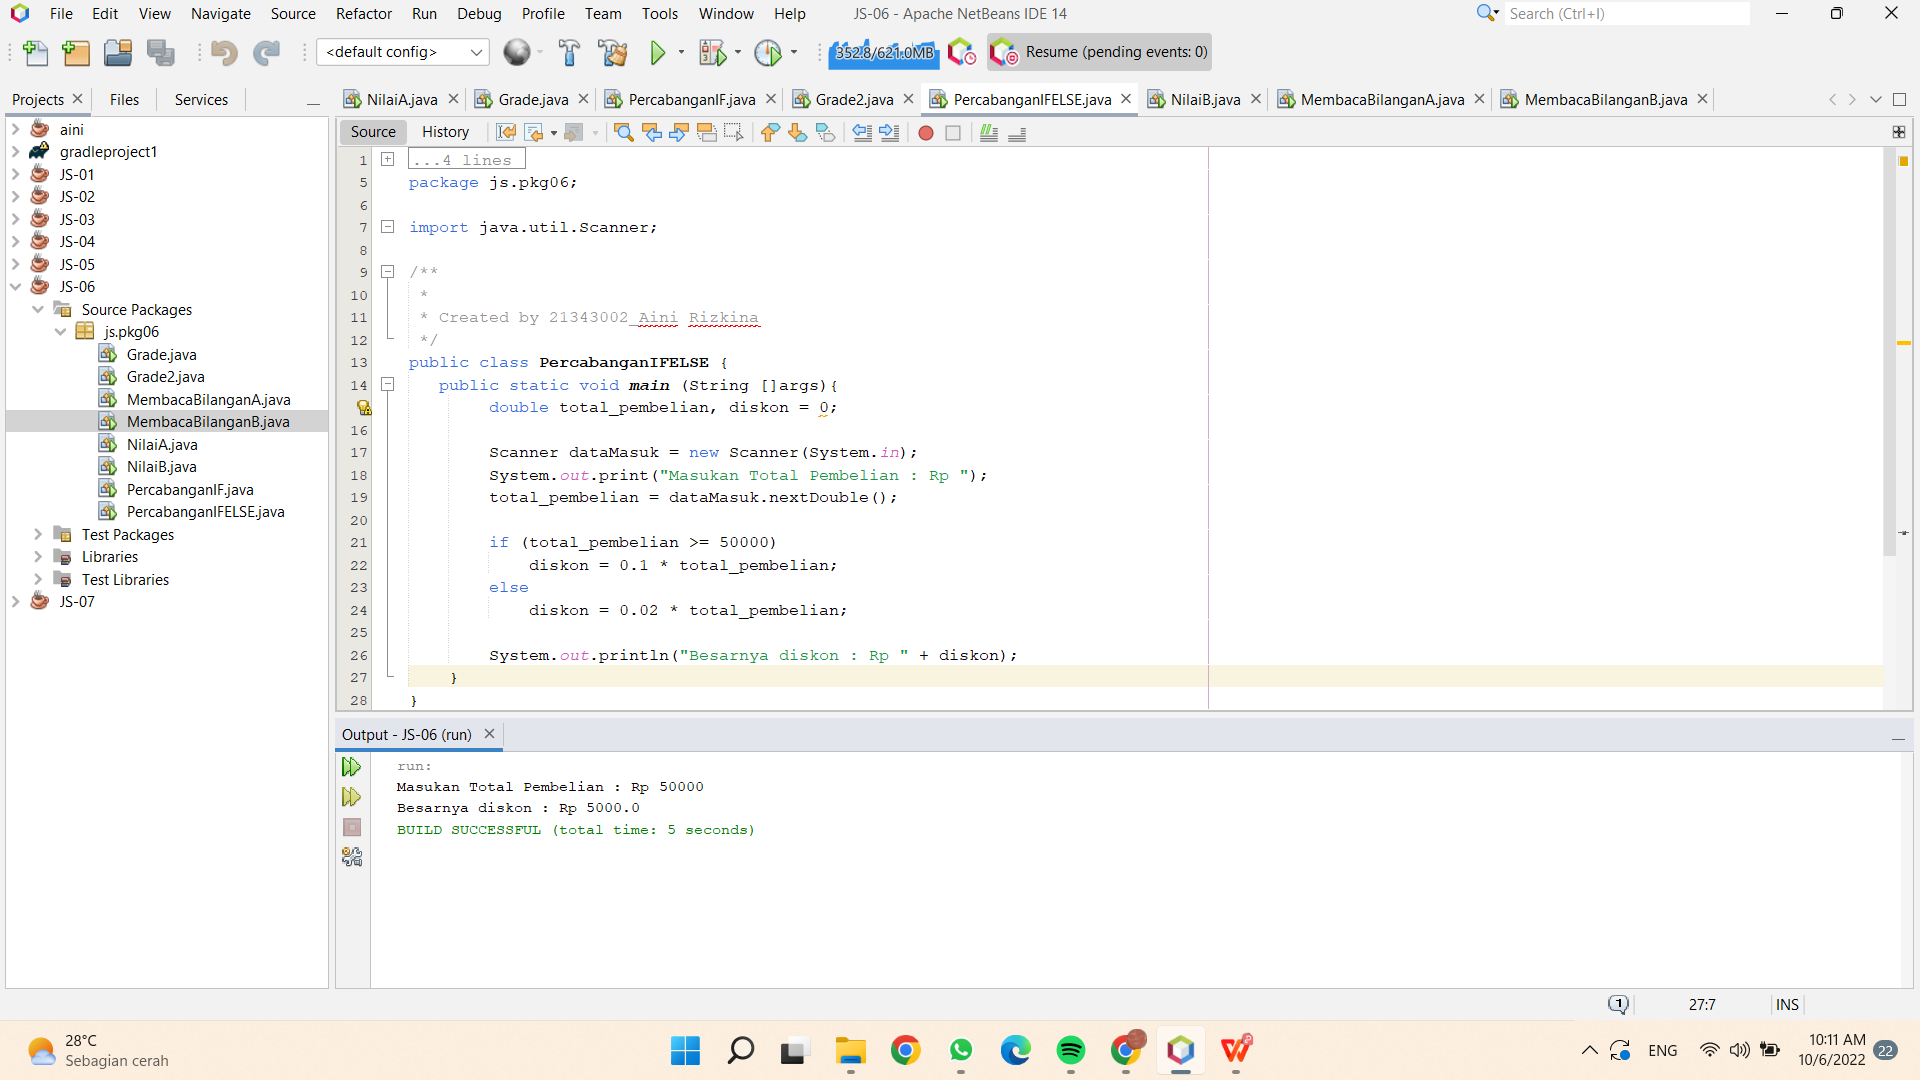 File Edit View Navigate Source Refactor Run Debug Profile Team Tools Window Help JS-06 - Apache NetBeans IDE 14 Search (Ctrl+I)
<default config> 352.8/621.0MB Resume (pending events: 0)
Projects Files Services NilaiA.java Grade.java PercabanganIF.java Grade2.java PercabanganIFELSE.java NilaiB.java MembacaBilanganA.java MembacaBilanganB.java
Source History
aini
gradleproject1
JS-01
JS-02
JS-03
JS-04
JS-05
JS-06
Source Packages
js.pkg06
Grade.java
Grade2.java
MembacaBilanganA.java
MembacaBilanganB.java
NilaiA.java
NilaiB.java
PercabanganIF.java
PercabanganIFELSE.java
Test Packages
Libraries
Test Libraries
JS-07
1 ...4 lines
5 package js.pkg06;
6
7 import java.util.Scanner;
8
9 /**
10 *
11 * Created by 21343002_Aini Rizkina
12 */
13 public class PercabanganIFELSE {
14 public static void main (String []args){
double total_pembelian, diskon = 0;
16
17 Scanner dataMasuk = new Scanner(System.in);
18 System.out.print("Masukan Total Pembelian : Rp ");
19 total_pembelian = dataMasuk.nextDouble();
20
21 if (total_pembelian >= 50000)
22 diskon = 0.1 * total_pembelian;
23 else
24 diskon = 0.02 * total_pembelian;
25
26 System.out.println("Besarnya diskon : Rp " + diskon);
27 }
28 }
Output - JS-06 (run)
run:
Masukan Total Pembelian : Rp 50000
Besarnya diskon : Rp 5000.0
BUILD SUCCESSFUL (total time: 5 seconds)
1 27:7 INS
28°C
Sebagian cerah
ENG
10:11 AM
10/6/2022
22